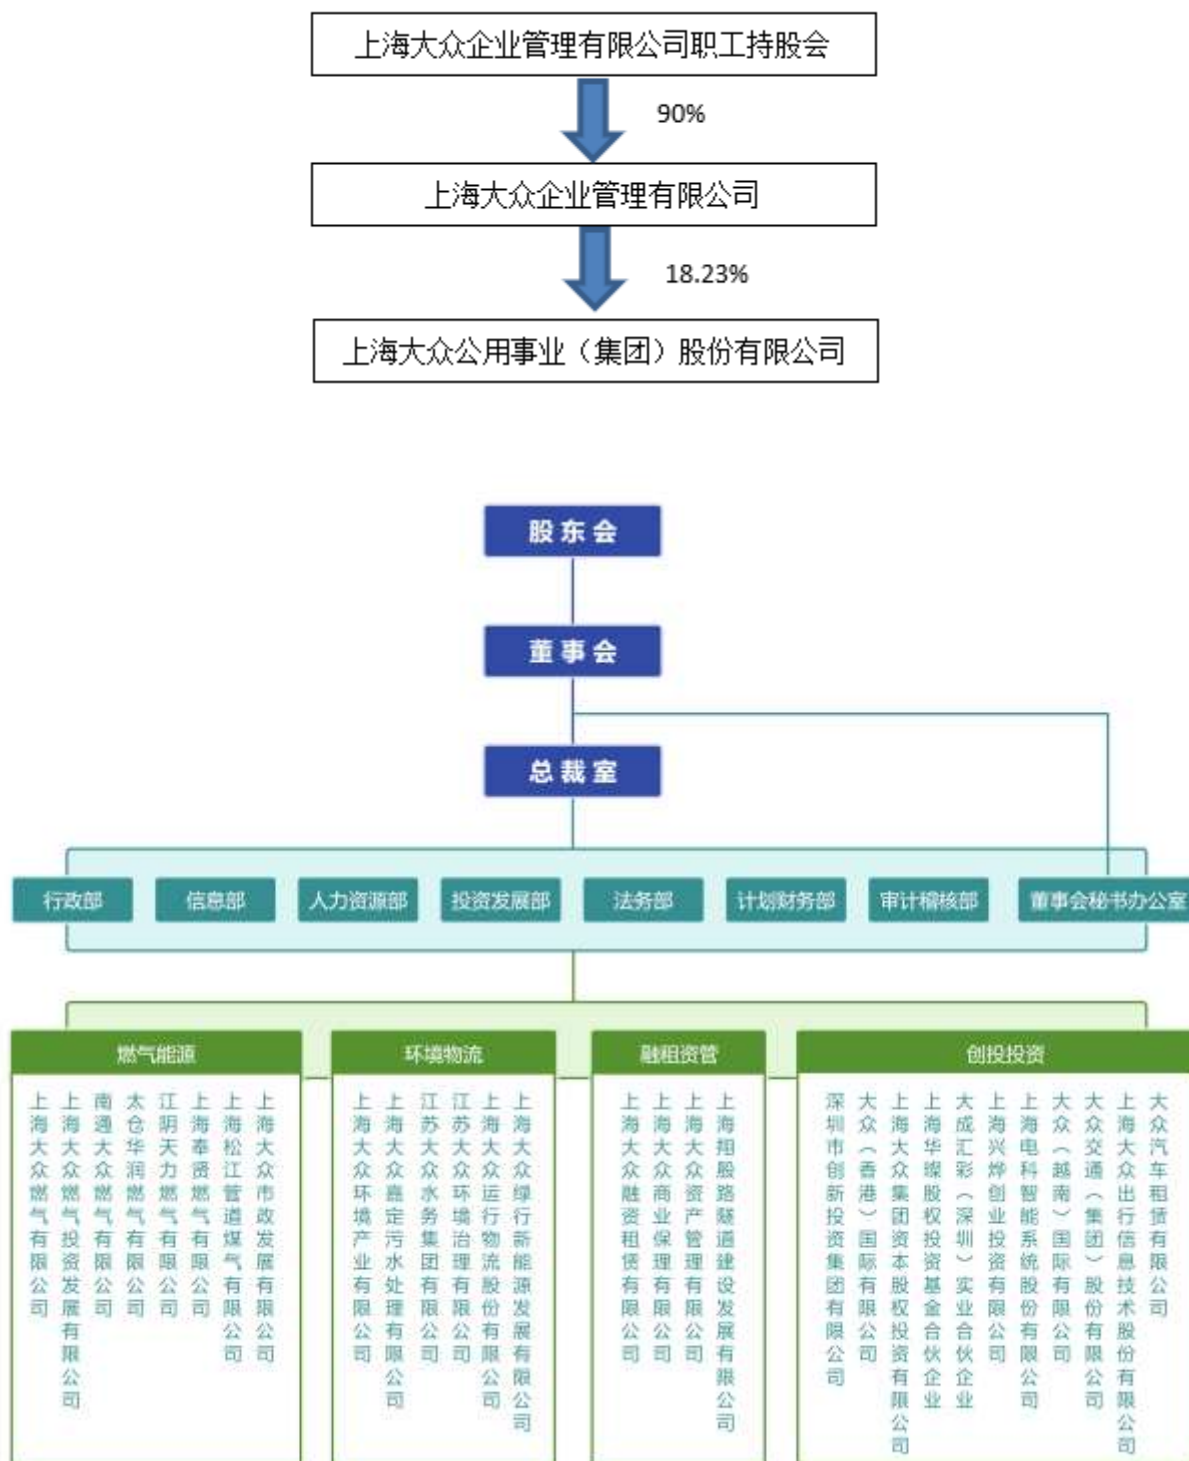 上海大众企业管理有限公司职工持股会
90%
上海大众企业管理有限公司
18.23%
上海大众公用事业（集团）股份有限公司
股东会
董事会
总裁室
行政部
信息部
人力资源部
投资发展部
法务部
计划财务部
审计稽核部
董事会秘书办公室
燃气能源
上海大众燃气有限公司
上海大众燃气投资发展有限公司
南通大众燃气有限公司
太仓华润燃气有限公司
江阴天力燃气有限公司
上海奉贤燃气有限公司
上海松江管道煤气有限公司
上海大众市政发展有限公司
环境物流
上海大众环境产业有限公司
上海大众嘉定污水处理有限公司
江苏大众水务集团有限公司
江苏大众环境治理有限公司
上海大众运行物流股份有限公司
上海大众绿行新能源发展有限公司
融租资管
上海大众融资租赁有限公司
上海大众商业保理有限公司
上海大众资产管理有限公司
上海翔殷路隧道建设发展有限公司
创投投资
深圳市创新投资集团有限公司
大众（香港）国际有限公司
上海大众集团资本股权投资有限公司
上海华璨股权投资基金合伙企业
大成汇彩（深圳）实业合伙企业
上海兴烨创业投资有限公司
上海电科智能系统股份有限公司
大众（越南）国际有限公司
大众交通（集团）股份有限公司
上海大众出行信息技术股份有限公司
大众汽车租赁有限公司